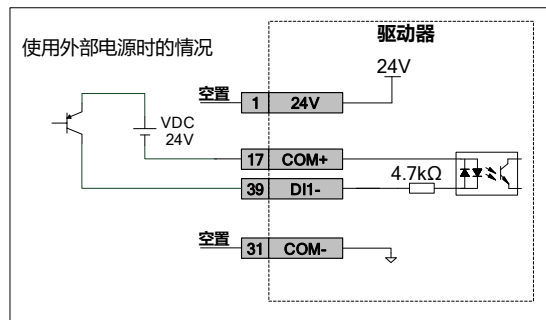 使用外部电源时的情况
驱动器
24V
空置 1 24V
VDC
24V
17 COM+
4.7kΩ
39 DI1-
空置 31 COM-